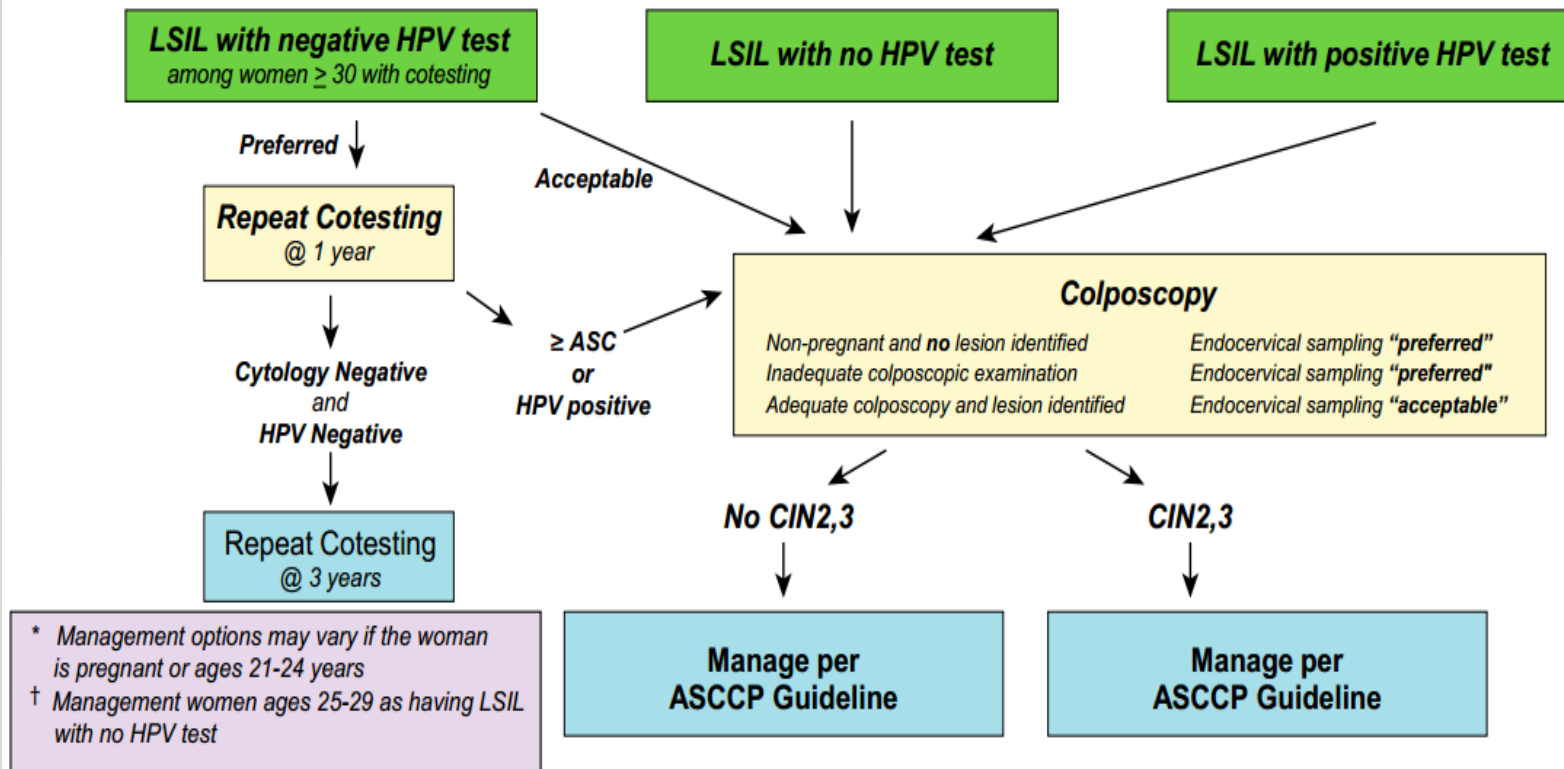 LSIL with negative HPV test
among women ≥ 30 with cotesting
LSIL with no HPV test
LSIL with positive HPV test
Preferred
Acceptable
Repeat Cotesting
@ 1 year
≥ ASC
or
HPV positive
Cytology Negative
and
HPV Negative
Repeat Cotesting
@ 3 years
Colposcopy
Non-pregnant and no lesion identified Endocervical sampling “preferred”
Inadequate colposcopic examination Endocervical sampling “preferred"
Adequate colposcopy and lesion identified Endocervical sampling “acceptable”
No CIN2,3
CIN2,3
Manage per
ASCCP Guideline
Manage per
ASCCP Guideline
* Management options may vary if the woman
is pregnant or ages 21-24 years
† Management women ages 25-29 as having LSIL
with no HPV test